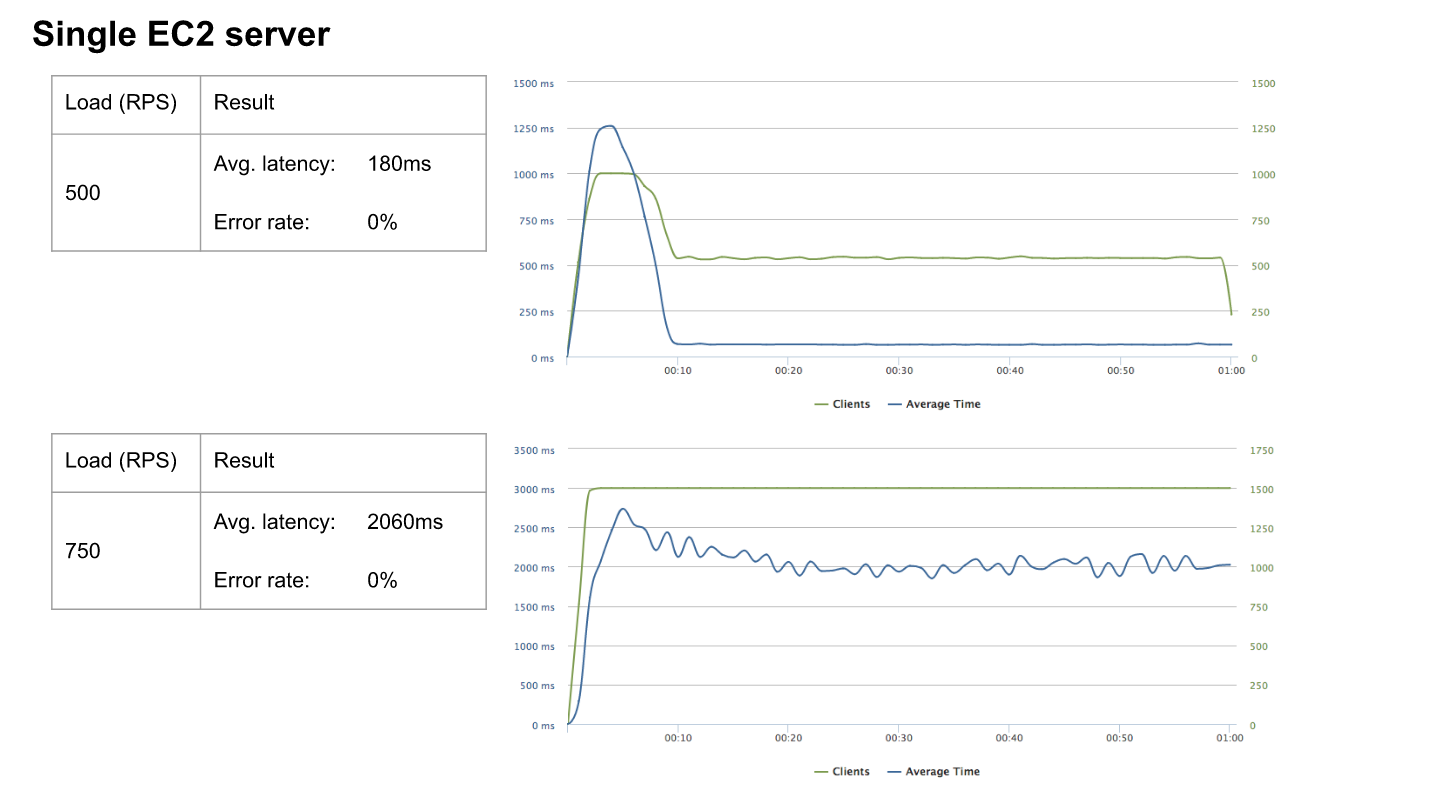 Single EC2 server
Load (RPS) Result
500 Avg. latency: 180ms
Error rate: 0%
1500 ms 1500
1250 ms 1250
1000 ms 1000
750 ms 750
500 ms 500
250 ms 250
0 ms 0
00:10 00:20 00:30 00:40 00:50 01:00
Clients Average Time
Load (RPS) Result
750 Avg. latency: 2060ms
Error rate: 0%
3500 ms 1750
3000 ms 1500
2500 ms 1250
2000 ms 1000
1500 ms 750
1000 ms 500
500 ms 250
0 ms 0
00:10 00:20 00:30 00:40 00:50 01:00
Clients Average Time